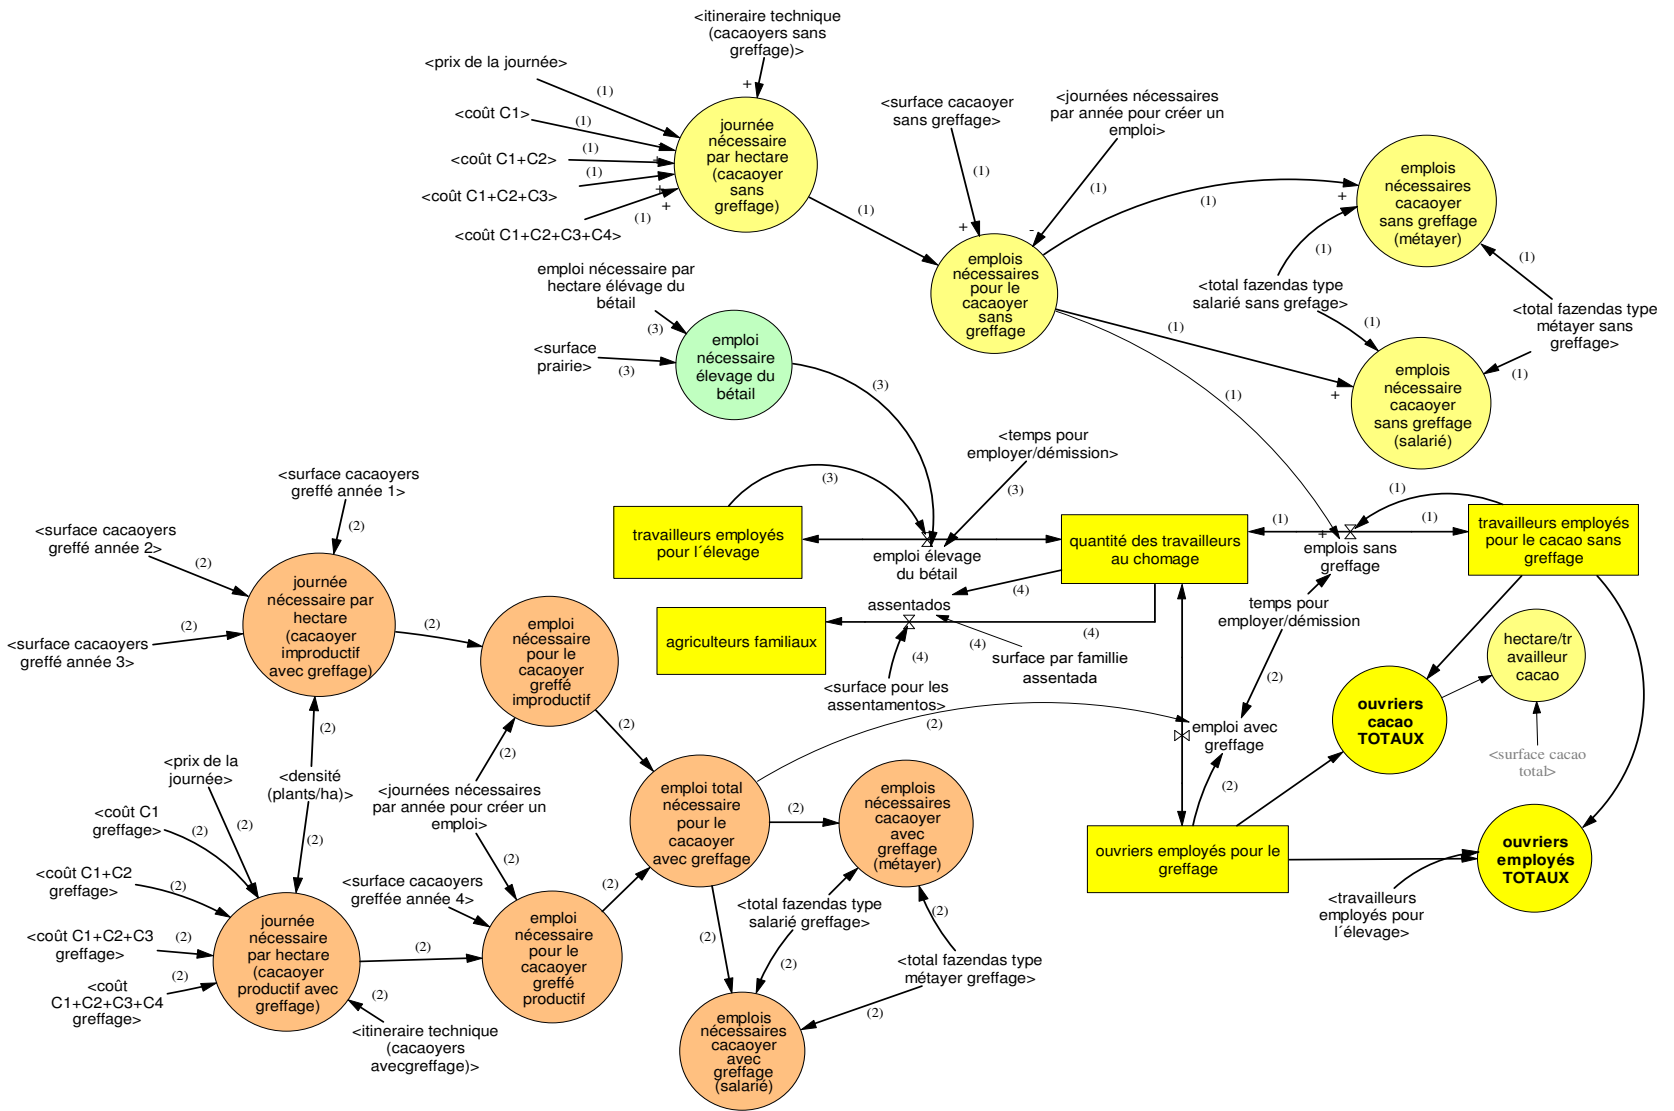 <itineraire technique
(cacaoyers sans
greffage)>
+
<prix de la journée>
(1)
<coût C1>
(1)
<coût C1+C2>
(1)
+
<coût C1+C2+C3>
(1)
+
<coût C1+C2+C3+C4>
(1)
+
journée
nécessaire
par hectare
(cacaoyer
sans
greffage)
(1)
<surface cacaoyer
sans greffage>
(1)
+
<journées nécessaires
par année pour créer un
emploi>
(1)
-
emplois
nécessaires
pour le
cacaoyer
sans
greffage
(1)
+
emplois
nécessaires
cacaoyer
sans greffage
(métayer)
(1)
<total fazendas type
salarié sans grefage>
(1)
(1)
<total fazendas type
métayer sans
greffage>
(1)
(1)
+
emplois
nécessaire
cacaoyer
sans greffage
(salarié)
(1)
emploi nécessaire par
hectare élévage du
bétail
(3)
<surface
prairie>
(3)
emploi
nécessaire
élevage du
bétail
(3)
<temps pour
employer/démission>
(3)
(3)
travailleurs employés
pour l´élevage
emploi élevage
du bétail
quantité des travailleurs
au chomage
(1)
+
emplois sans
greffage
(1)
(1)
travailleurs employés
pour le cacao sans
greffage
(4)
assentados
(4)
agriculteurs familiaux
(4)
(4)
surface par famillie
assentada
<surface pour les
assentamentos>
temps pour
employer/démission
(2)
hectare/tr
availleur
cacao
<surface cacao
total>
ouvriers
cacao
TOTAUX
emploi avec
greffage
(2)
(2)
ouvriers employés pour le
greffage
ouvriers
employés
TOTAUX
<travailleurs
employés pour
l´élevage>
<surface cacaoyers
greffé année 1>
(2)
<surface cacaoyers
greffé année 2>
(2)
<surface cacaoyers
greffé année 3>
(2)
journée
nécessaire par
hectare
(cacaoyer
improductif
avec greffage)
(2)
emploi
nécessaire
pour le
cacaoyer
greffé
improductif
(2)
(2)
<densité
(plants/ha)>
(2)
<prix de la
journée>
(2)
<coût C1
greffage>
(2)
<coût C1+C2
greffage>
(2)
<coût C1+C2+C3
greffage>
(2)
<coût
C1+C2+C3+C4
greffage>
(2)
journée
nécessaire
par hectare
(cacaoyer
productif avec
greffage)
(2)
<itineraire technique
(cacaoyers
avecgreffage)>
(2)
<journées nécessaires
par année pour créer un
emploi>
(2)
(2)
<surface cacaoyers
greffée année 4>
emploi
nécessaire
pour le
cacaoyer
greffé
productif
(2)
emploi total
nécessaire
pour le
cacaoyer
avec greffage
(2)
emplois
nécessaires
cacaoyer
avec
greffage
(métayer)
<total fazendas type
salarié greffage>
(2)
(2)
(2)
<total fazendas type
métayer greffage>
(2)
emplois
nécessaires
cacaoyer
avec
greffage
(salarié)